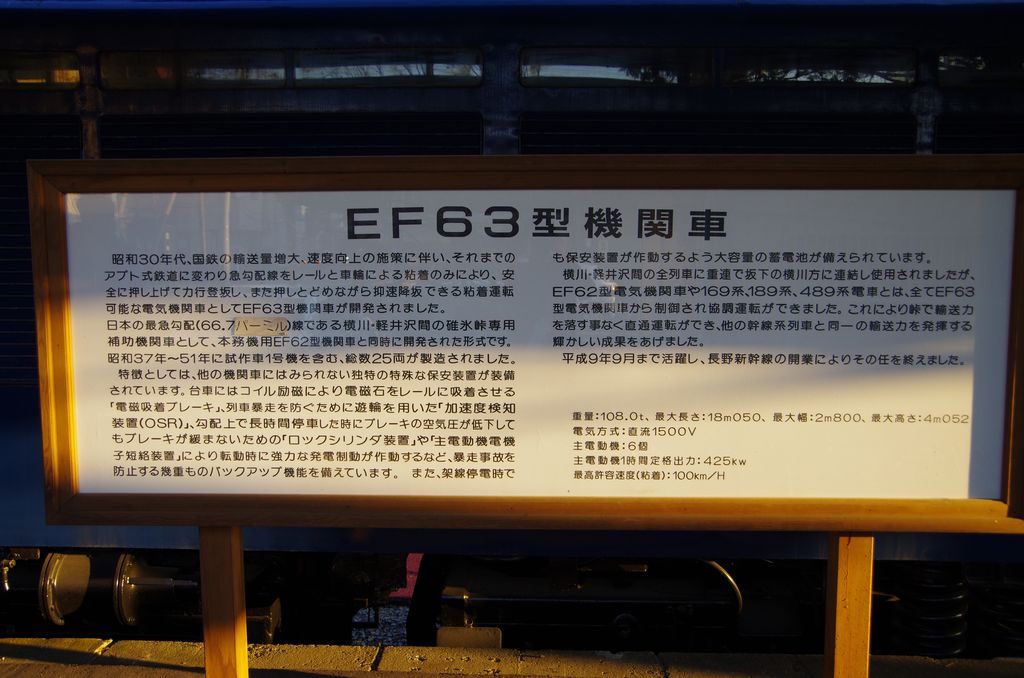 EF63型機関車
昭和30年代、国鉄の輸送量増大、速度向上の施策に伴い、それまでの
アプト式鉄道に変わり急勾配線をレールと車輪による粘着のみにより、安
全に押し上げて力行登坂し、また押しとどめながら抑速降坂できる粘着運転
可能な電気機関車としてEF63型機関車が開発されました。
日本の最急勾配(66.7パーミル)線である横川・軽井沢間の碓氷峠専用
補助機関車として、本務機用EF62型機関車と同時に開発された形式です。
昭和37年〜51年に試作車1号機を含む、総数25両が製造されました。
特徴としては、他の機関車にはみられない独特の特殊な保安装置が装備
されています。台車にはコイル励磁により電磁石をレールに吸着させる
「電磁吸着ブレーキ」、列車暴走を防ぐために遊輪を用いた「加速度検知
装置(OSR)」、勾配上で長時間停車した時にブレーキの空気圧が低下して
もブレーキが緩まないための「ロックシリンダ装置」や「主電動機電機
子短絡装置」により転動時に強力な発電制動が作動するなど、暴走事故を
防止する幾重ものバックアップ機能を備えています。 また、架線停電時で
も保安装置が作動するよう大容量の蓄電池が備えられています。
横川・軽井沢間の全列車に重連で坂下の横川方に連結し使用されましたが、
EF62型電気機関車や169系、189系、489系電車とは、全てEF63
型電気機関車から制御され協調運転ができました。これにより峠で輸送力
を落す事なく直通運転ができ、他の幹線系列車と同一の輸送力を発揮する
輝かしい成果をあげました。
平成9年9月まで活躍し、長野新幹線の開業によりその任を終えました。
重量:108.0t、最大長さ:18m050、最大幅:2m800、最大高さ:4m052
電気方式:直流1500V
主電動機:6個
主電動機1時間定格出力:425kw
最高許容速度(粘着):100km/H